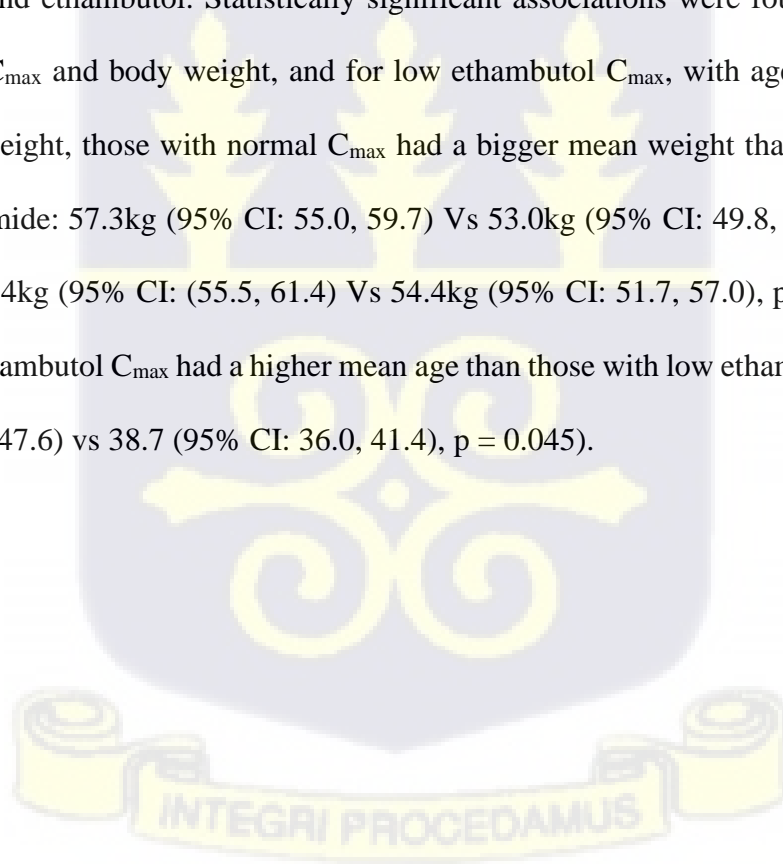 nd ethambutol. Statistically significant associations were fou
Cmax and body weight, and for low ethambutol Cmax, with age
eight, those with normal Cmax had a bigger mean weight tha
mide: 57.3kg (95% CI: 55.0, 59.7) Vs 53.0kg (95% CI: 49.8,
4kg (95% CI: (55.5, 61.4) Vs 54.4kg (95% CI: 51.7, 57.0), p
ambutol Cmax had a higher mean age than those with low ethan
47.6) vs 38.7 (95% CI: 36.0, 41.4), p = 0.045).
INTEGRI PROCEDAMUS